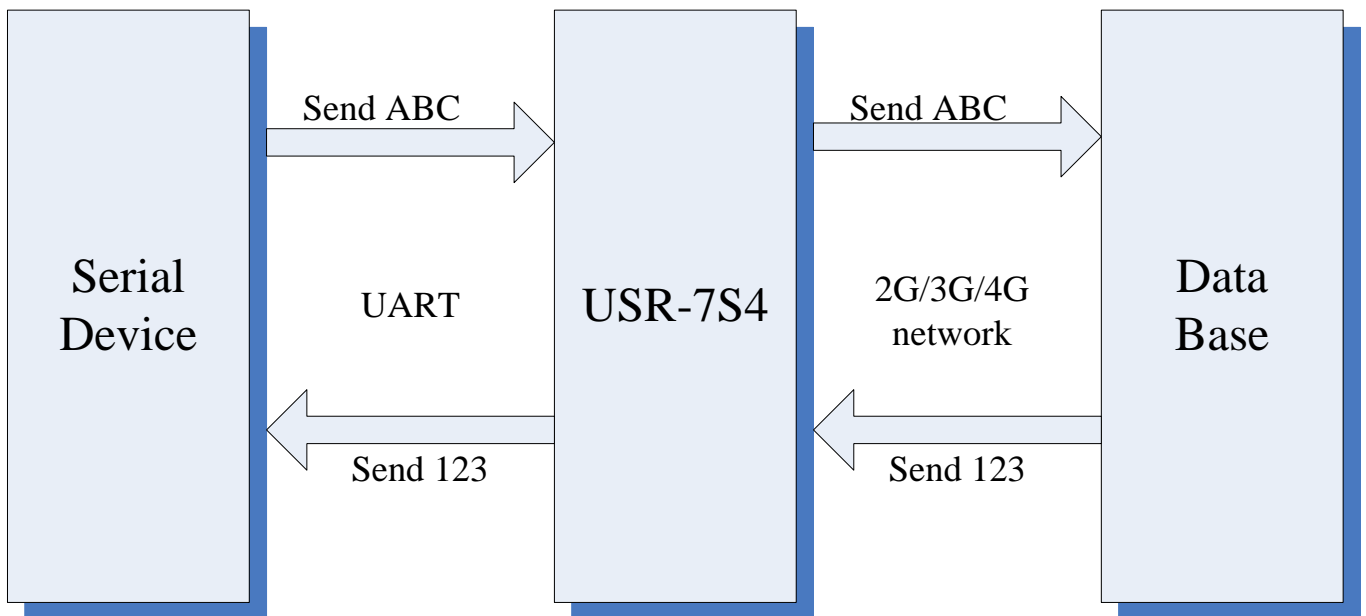 Send ABC
Send ABC
Serial
Device
UART
USR-7S4
2G/3G/4G
network
Data
Base
Send 123
Send 123